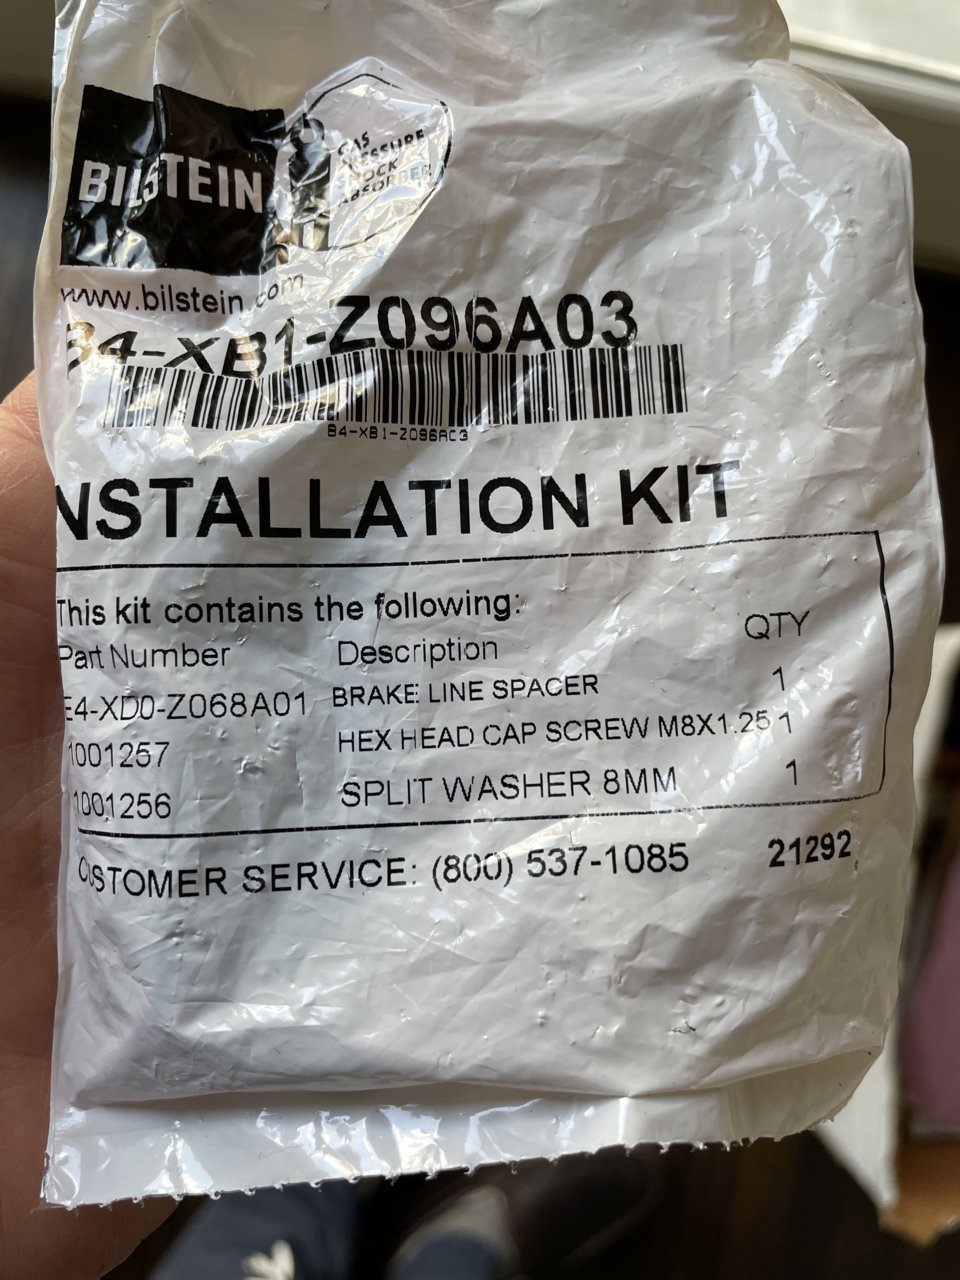 BILSTEIN
GAS
PRESSURE
SHOCK
ABSORBER
www.bilstein.com
B4-XB1-Z096A03
B4-XB1-Z096A03
NSTALLATION KIT
This kit contains the following:
Part Number Description QTY
E4-XD0-Z068A01 BRAKE LINE SPACER 1
1001257 HEX HEAD CAP SCREW M8X1.25 1
1001256 SPLIT WASHER 8MM 1
CUSTOMER SERVICE: (800) 537-1085 21292